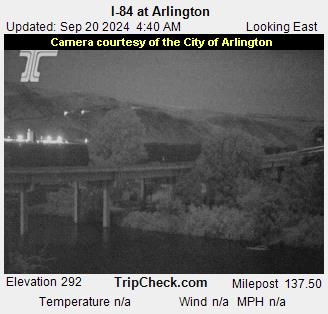 I-84 at Arlington
Updated: Sep 20 2024 4:40 AM Looking East
Camera courtesy of the City of Arlington
Elevation 292 TripCheck.com Milepost 137.50
Temperature n/a Wind n/a MPH n/a